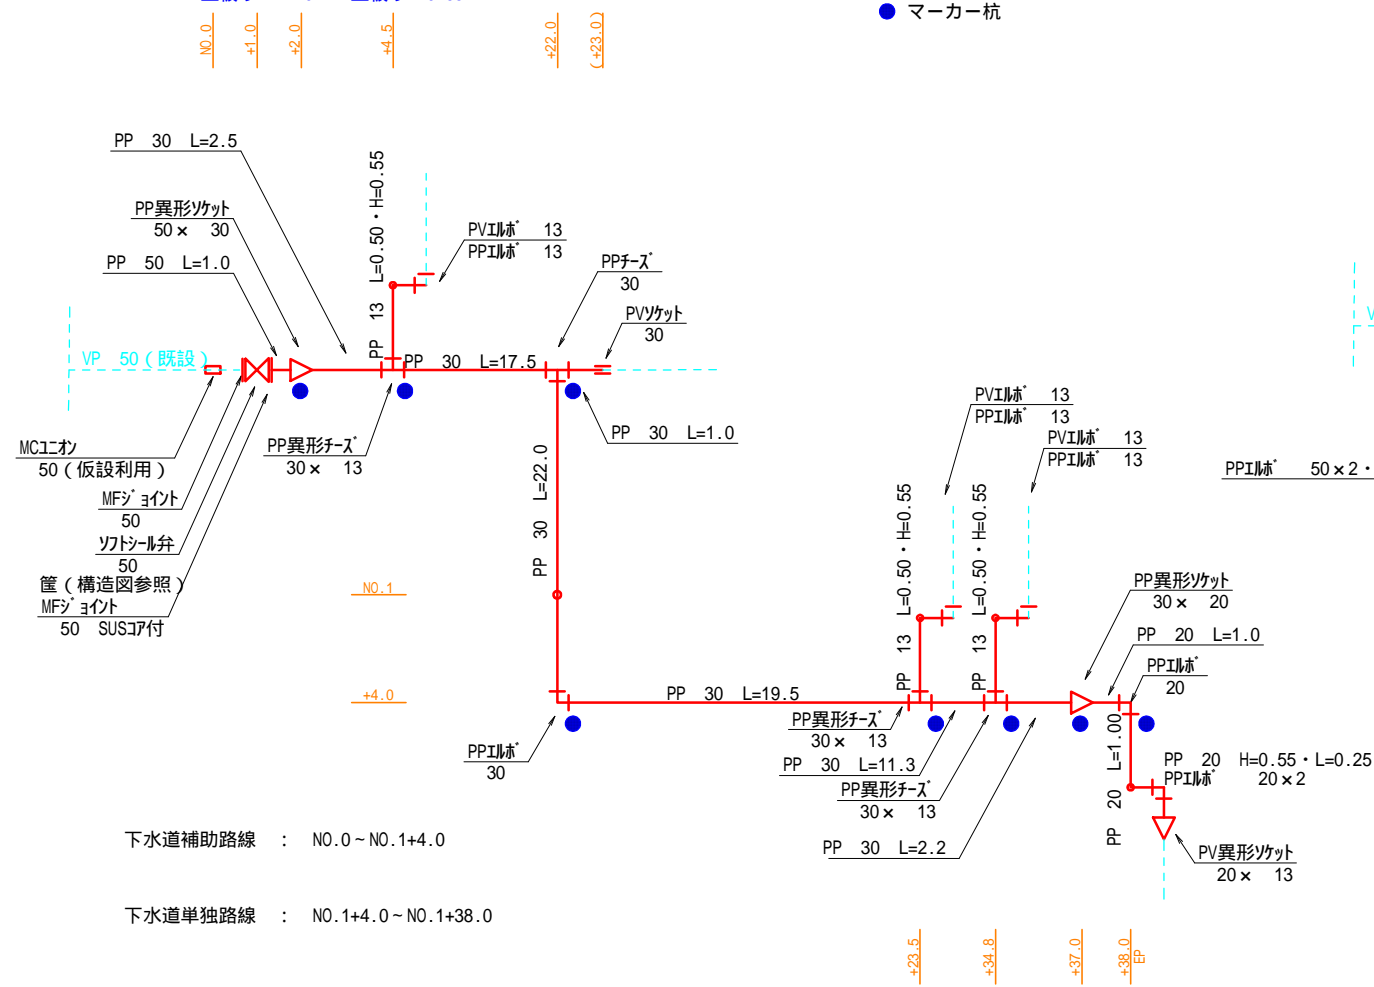 マーカー杭
NO.0
+1.0
+2.0
+4.5
+22.0
(+23.0)
PP 30 L=2.5
PP異形ソケット
50× 30
PP 50 L=1.0
PP 13 L=0.50・H=0.55
PVエルボ 13
PPエルボ 13
PPチーズ
30
PVソケット
30
VP 50(既設)
PP 30 L=17.5
MCユニオン
50(仮設利用)
MFジョイント
50
ソフトシール弁
50
筺(構造図参照)
MFジョイント
50 SUSコア付
PP異形チーズ
30× 13
PP 30 L=1.0
PP 30 L=22.0
NO.1
+4.0
PPエルボ
30
PP 30 L=19.5
PVエルボ 13
PPエルボ 13
PVエルボ 13
PPエルボ 13
PP 13 L=0.50・H=0.55
PP 13 L=0.50・H=0.55
PPエルボ 50×2・
PP異形ソケット
30× 20
PP 20 L=1.0
PPエルボ
20
PP異形チーズ
30× 13
PP 30 L=11.3
PP異形チーズ
30× 13
PP 30 L=2.2
PP 20 L=1.00
PP 20 H=0.55・L=0.25
PPエルボ 20×2
PV異形ソケット
20× 13
下水道補助路線 : NO.0~NO.1+4.0
下水道単独路線 : NO.1+4.0~NO.1+38.0
+23.5
+34.8
+37.0
+38.0
EP